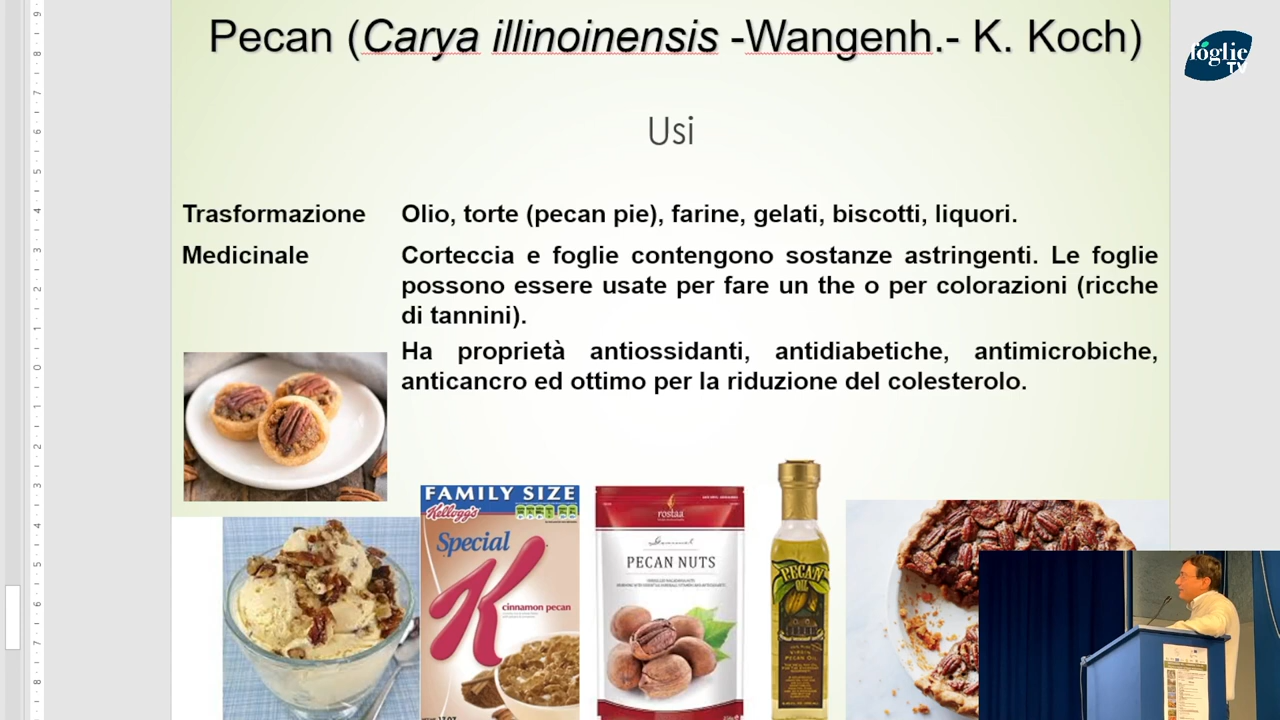 Pecan (Carya illinoinensis -Wangenh.- K. Koch)
foglie
TV
Usi
Trasformazione Olio, torte (pecan pie), farine, gelati, biscotti, liquori.
Medicinale Corteccia e foglie contengono sostanze astringenti. Le foglie
possono essere usate per fare un the o per colorazioni (ricche
di tannini).
Ha proprietà antiossidanti, antidiabetiche, antimicrobiche,
anticancro ed ottimo per la riduzione del colesterolo.
FAMILY SIZE
Kellogg's
Special
K
cinnamon pecan
rostaa
Gourmet
PECAN NUTS
PECAN
OIL